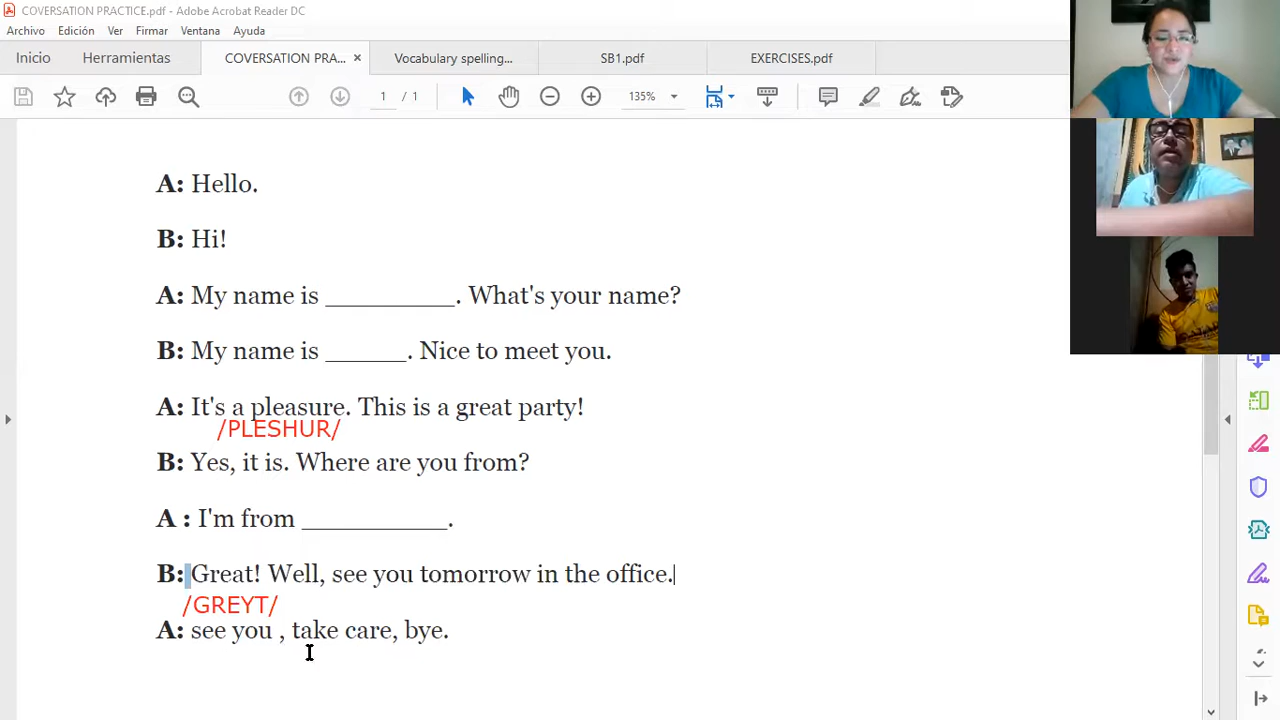 COVERSATION PRACTICE.pdf - Adobe Acrobat Reader DC
Archivo Edición Ver Firmar Ventana Ayuda
Inicio Herramientas COVERSATION PRA... × Vocabulary spelling... SB1.pdf EXERCISES.pdf
1 / 1 135%
A: Hello.
B: Hi!
A: My name is __________. What's your name?
B: My name is ______. Nice to meet you.
A: It's a pleasure. This is a great party!
/PLESHUR/
B: Yes, it is. Where are you from?
A : I'm from ___________.
B: Great! Well, see you tomorrow in the office.
/GREYT/
A: see you , take care, bye.